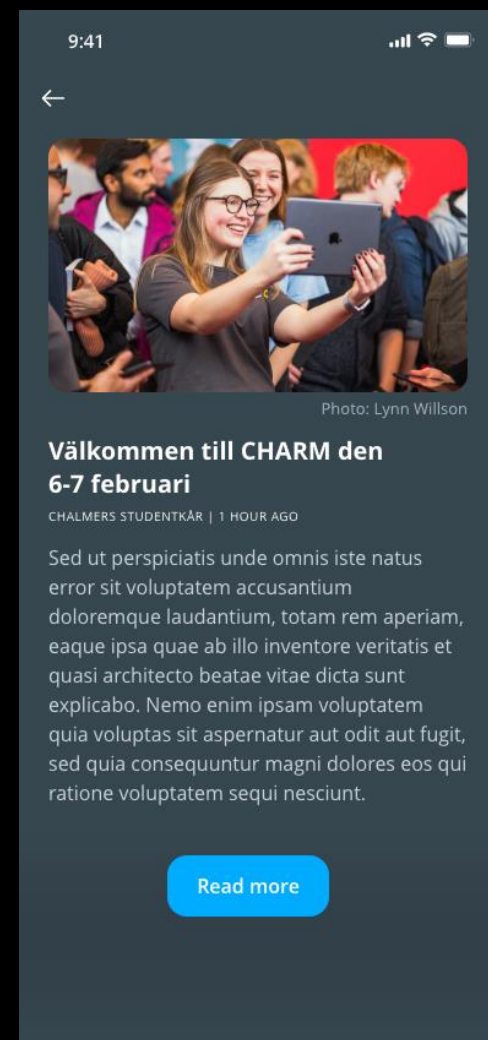 9:41
Photo: Lynn Willson
Välkommen till CHARM den
6-7 februari
CHALMERS STUDENTKÅR | 1 HOUR AGO
Sed ut perspiciatis unde omnis iste natus
error sit voluptatem accusantium
doloremque laudantium, totam rem aperiam,
eaque ipsa quae ab illo inventore veritatis et
quasi architecto beatae vitae dicta sunt
explicabo. Nemo enim ipsam voluptatem
quia voluptas sit aspernatur aut odit aut fugit,
sed quia consequuntur magni dolores eos qui
ratione voluptatem sequi nesciunt.
Read more